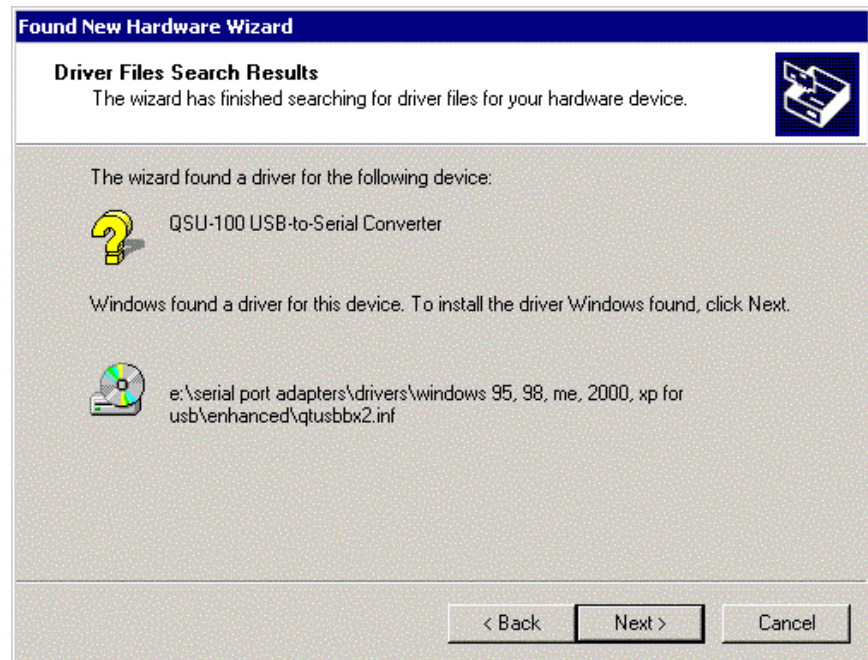 Found New Hardware Wizard
Driver Files Search Results
The wizard has finished searching for driver files for your hardware device.
The wizard found a driver for the following device:
QSU-100 USB-to-Serial Converter
Windows found a driver for this device. To install the driver Windows found, click Next.
e:\serial port adapters\drivers\windows 95, 98, me, 2000, xp for
usb\enhanced\qtusbbx2.inf
< Back Next > Cancel